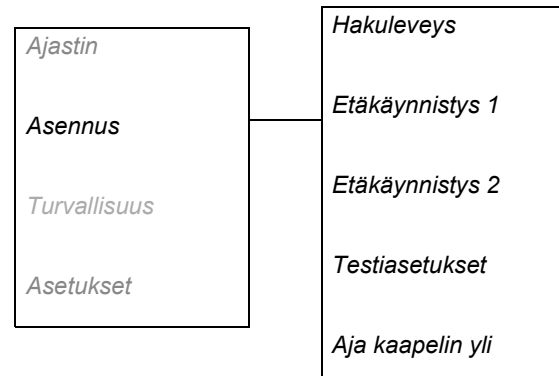 Ajastin
Asennus
Turvallisuus
Asetukset
Hakuleveys
Etäkäynnistys 1
Etäkäynnistys 2
Testiasetukset
Aja kaapelin yli